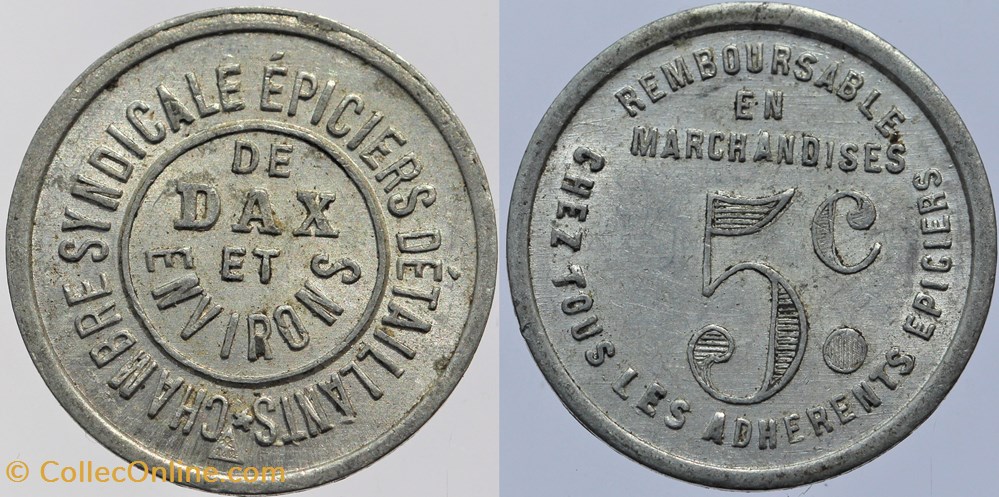 CHAMBRE SYNDICALE ÉPICIERS DÉTAILLANTS
DE
DAX
ET
ENVIRONS
REMBOURSABLE
EN
MARCHANDISES
5c.
CHEZ TOUS LES ADHERENTS EPICIERS
© CollecOnline.com